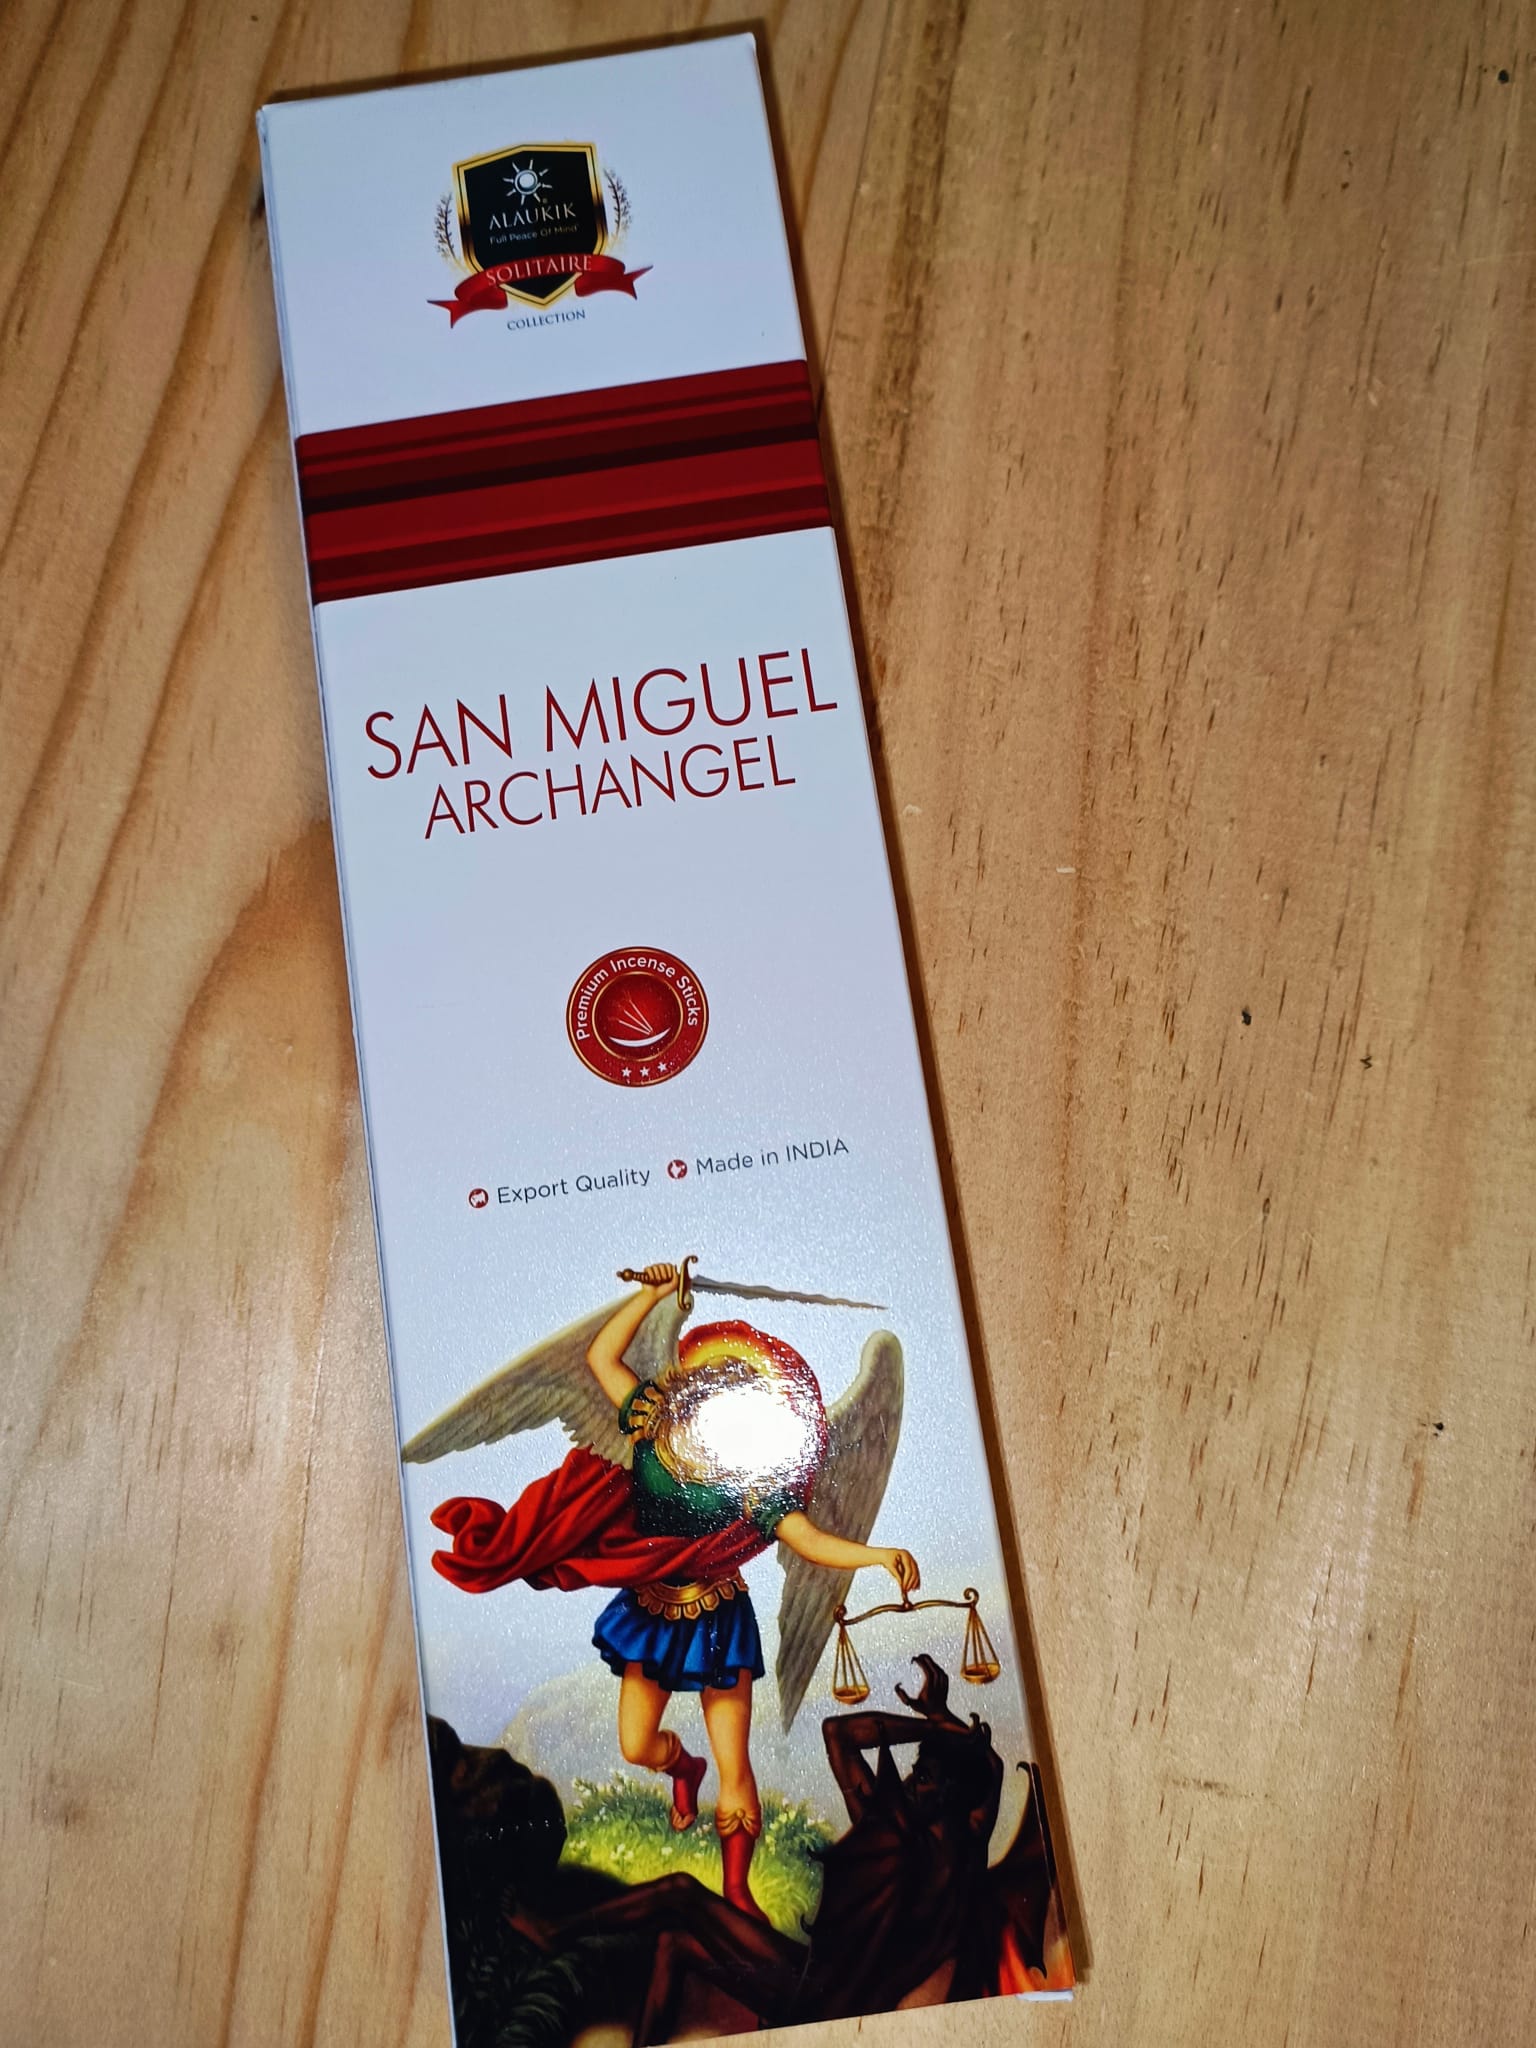 ALAUKIK
Full Peace Of Mind
SOLITAIRE
COLLECTION
SAN MIGUEL
ARCHANGEL
Premium Incense Sticks
Export Quality Made in INDIA